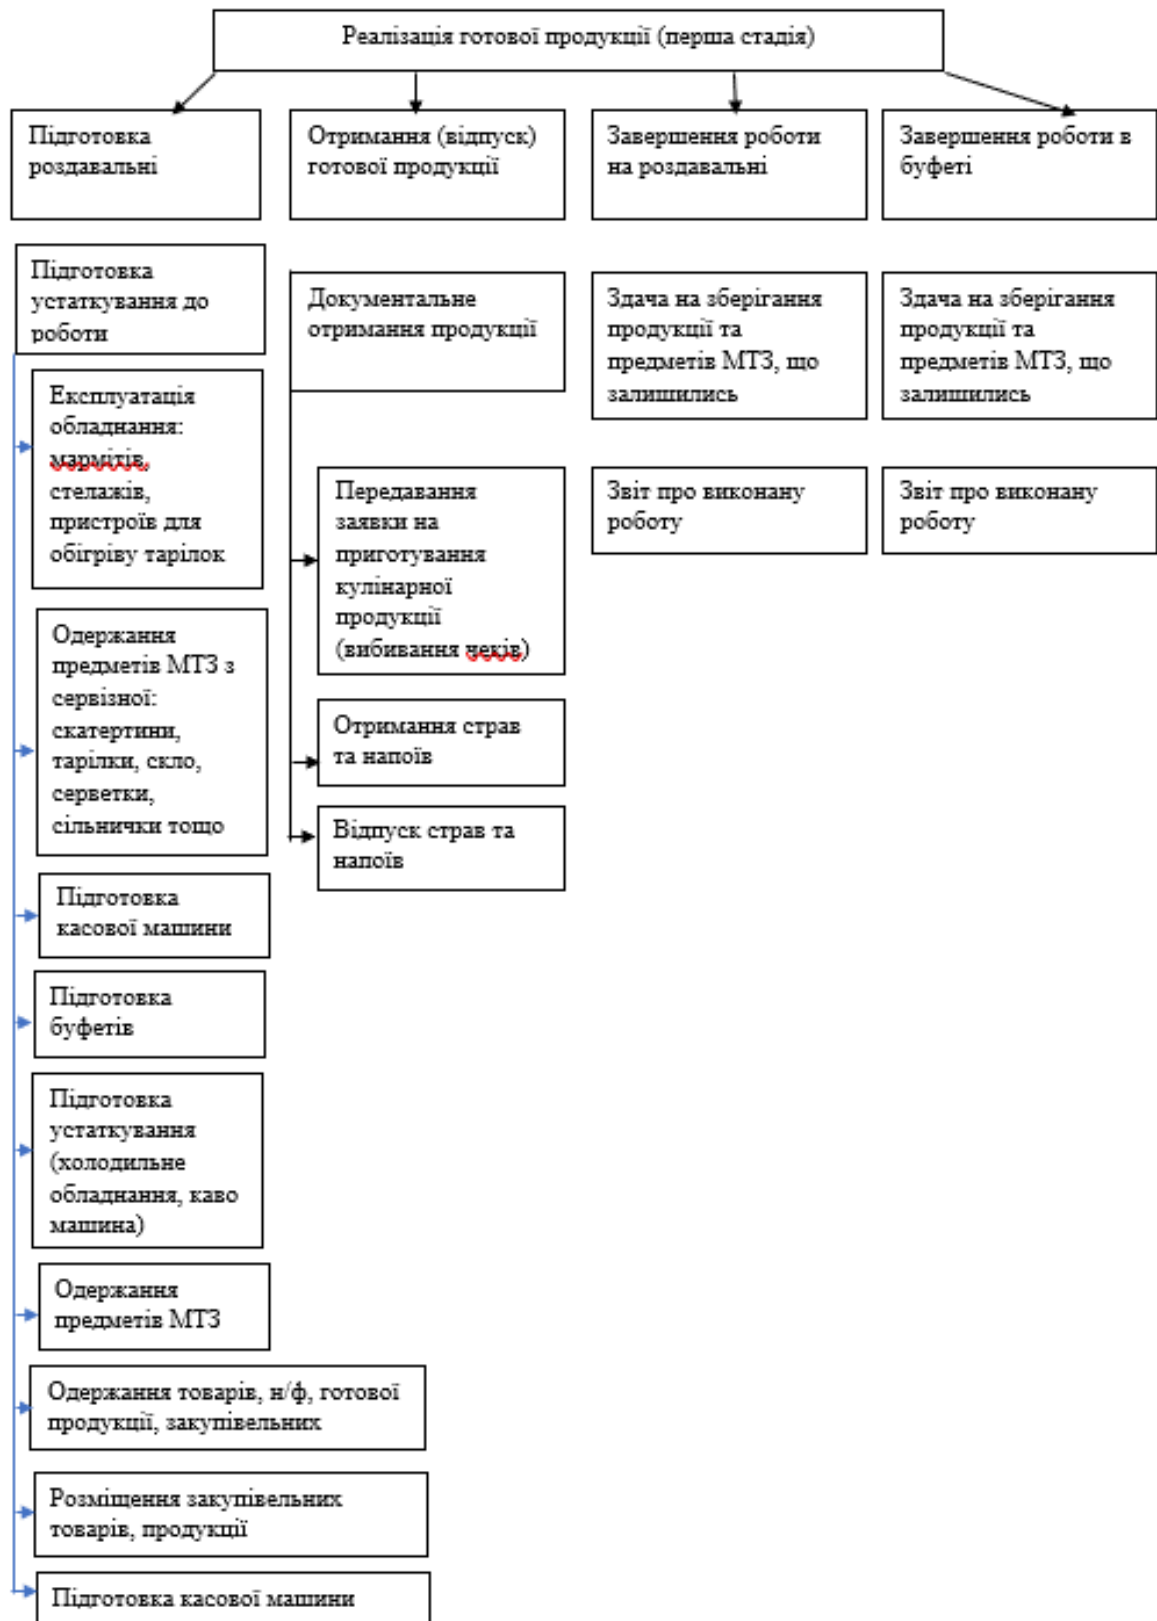 Реалізація готової продукції (перша стадія)
Підготовка
роздавальні
Отримання (відпуск)
готової продукції
Завершення роботи
на роздавальні
Завершення роботи в
буфеті
Підготовка
устаткування до
роботи
Експлуатація
обладнання:
мармітів,
стелажів,
пристроїв для
обігріву тарілок
Одержання
предметів МТЗ з
сервізної:
скатертини,
тарілки, скло,
серветки,
сільнички тощо
Підготовка
касової машини
Підготовка
буфетів
Підготовка
устаткування
(холодильне
обладнання, каво
машина)
Одержання
предметів МТЗ
Одержання товарів, н/ф, готової
продукції, закупівельних
Розміщення закупівельних
товарів, продукції
Підготовка касової машини
Документальне
отримання продукції
Передавання
заявки на
приготування
кулінарної
продукції
(вибивання чеків)
Отримання страв
та напоїв
Відпуск страв та
напоїв
Здача на зберігання
продукції та
предметів МТЗ, що
залишились
Звіт про виконану
роботу
Здача на зберігання
продукції та
предметів МТЗ, що
залишились
Звіт про виконану
роботу